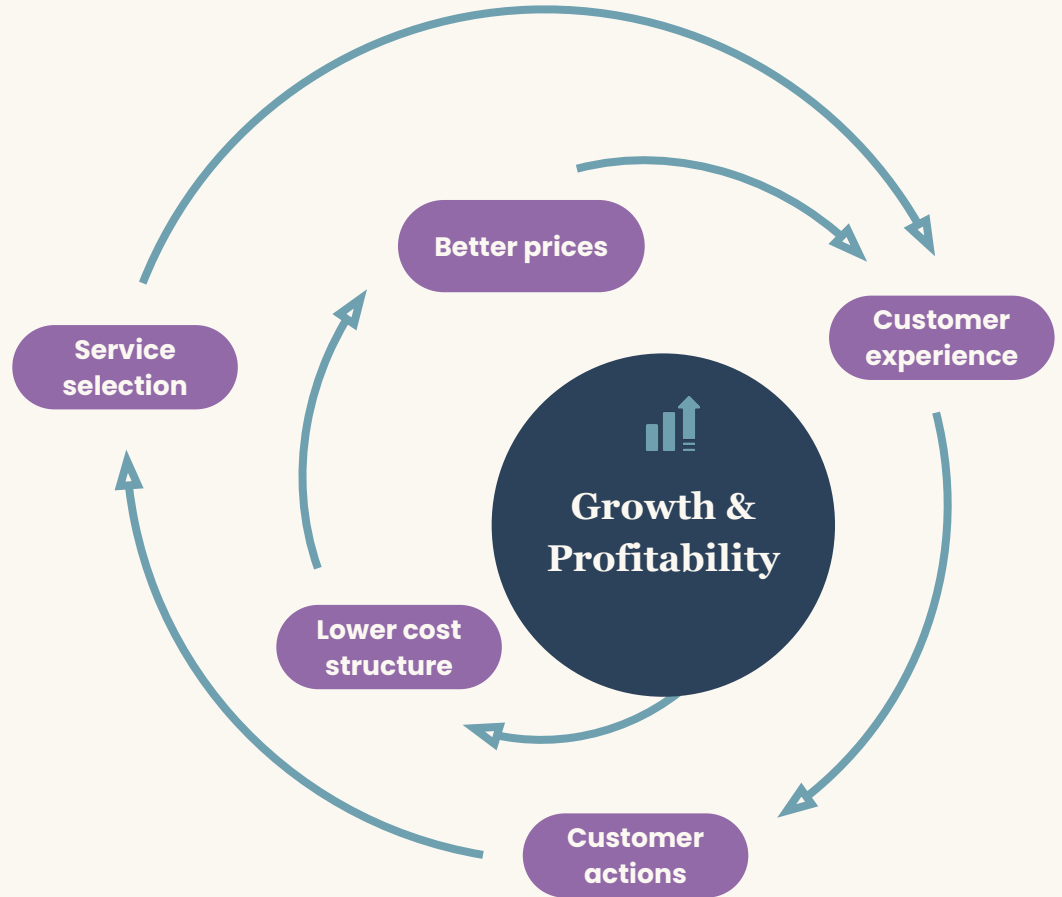 Better prices
Customer
experience
Service
selection
Growth &
Profitability
Lower cost
structure
Customer
actions